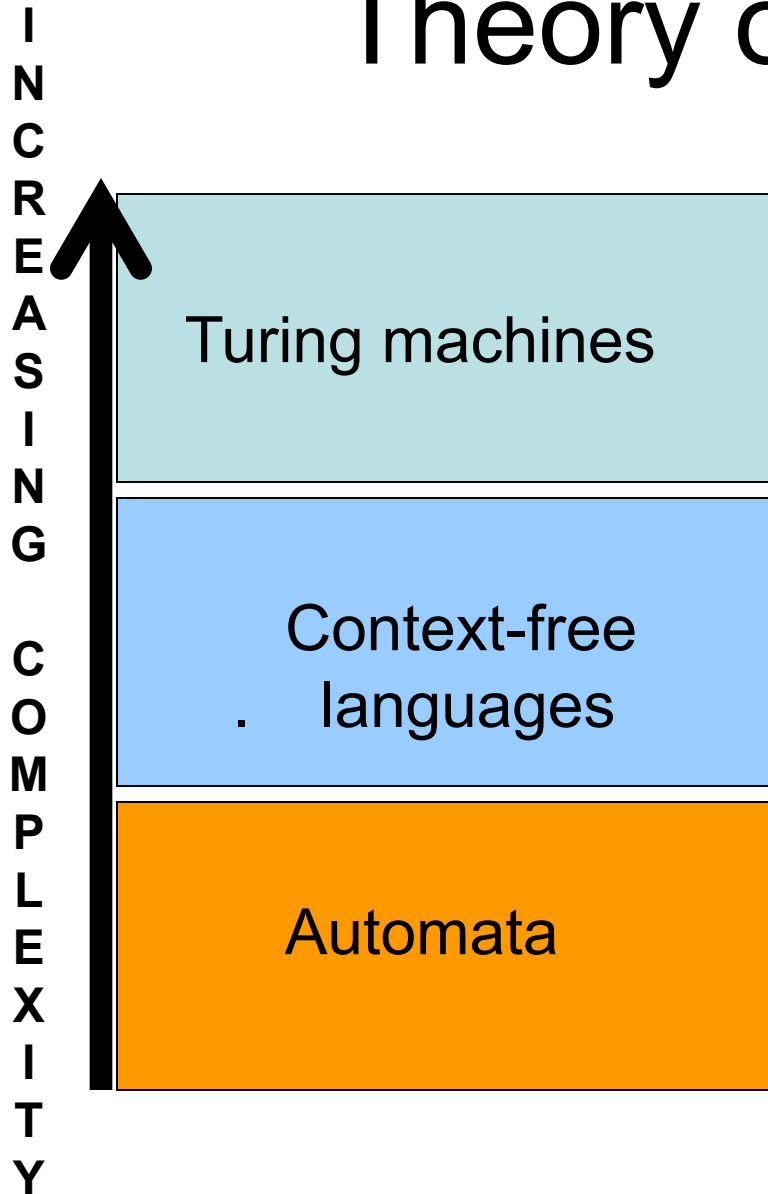 Theory
INCREASING COMPLEXITY
Turing machines
Context-free
. languages
Automata